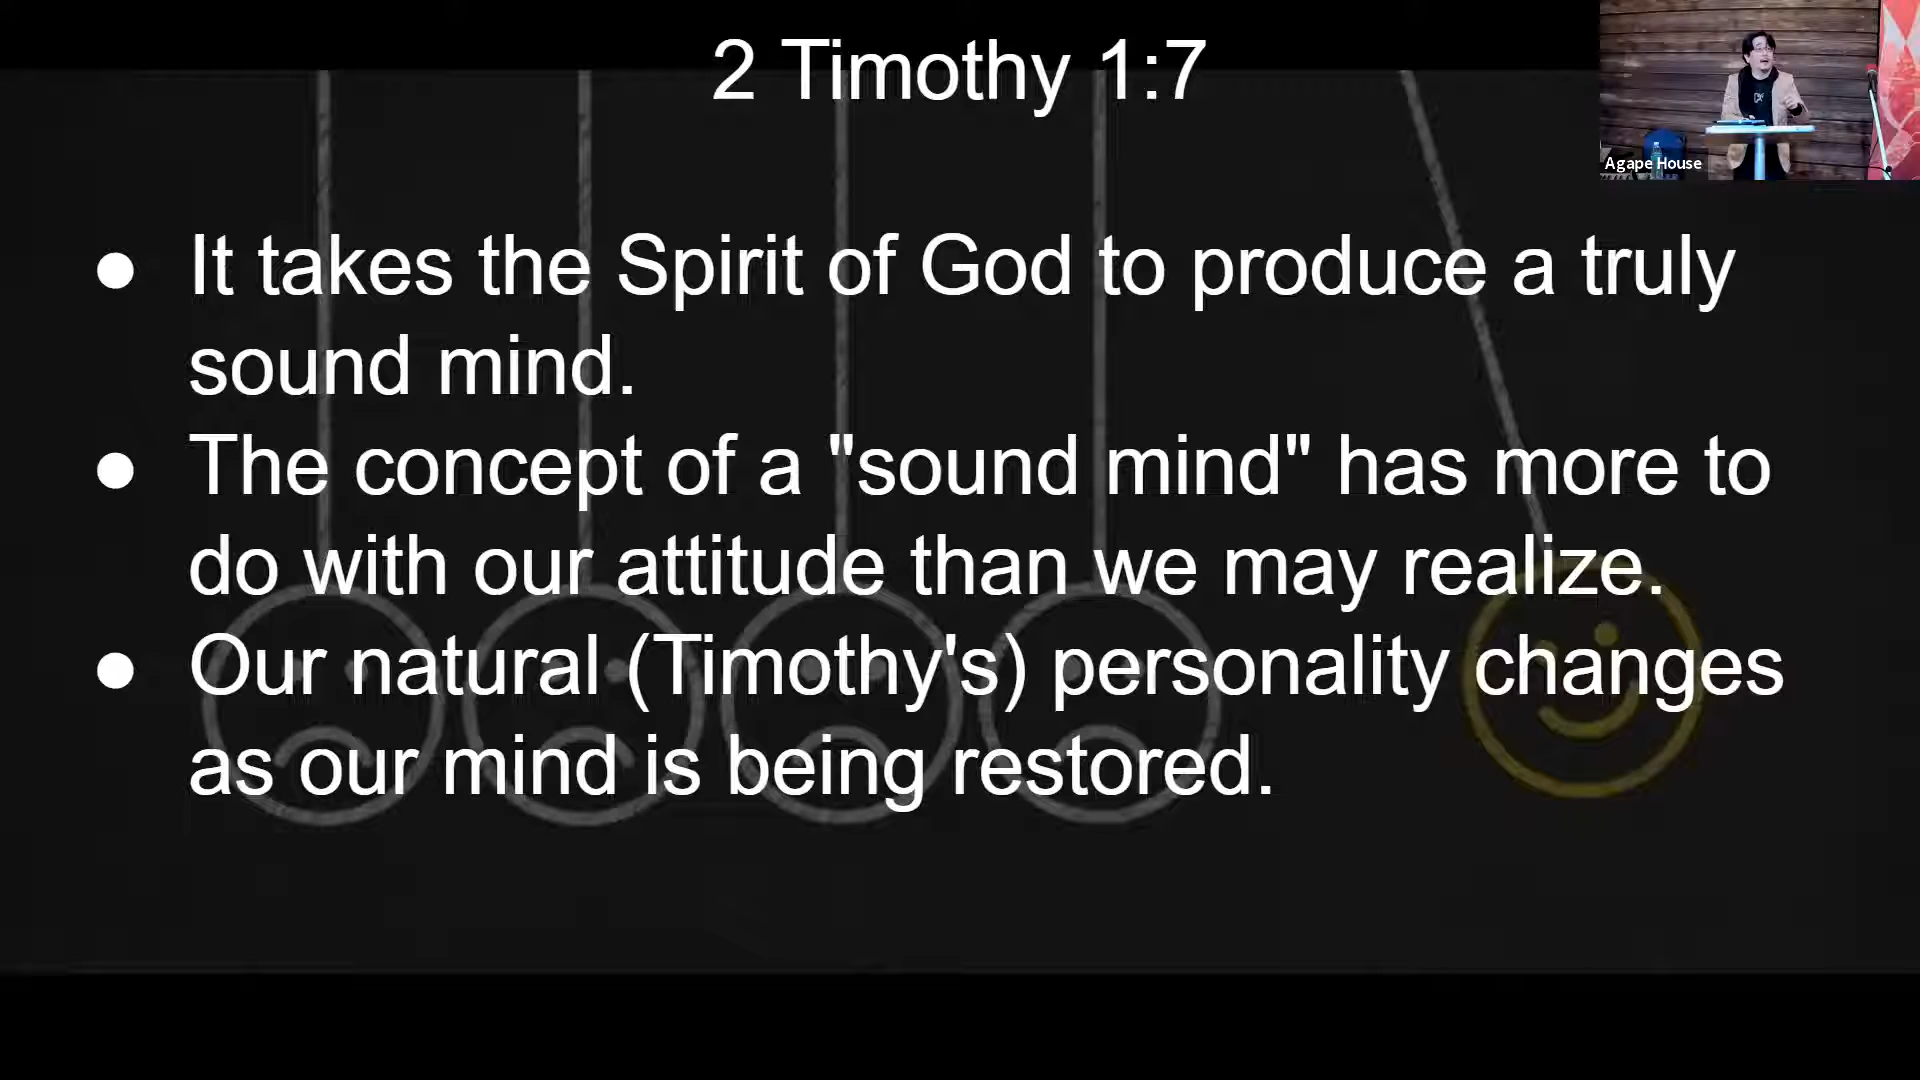 2 Timothy 1:7
Agape House
● It takes the Spirit of God to produce a truly
sound mind.
● The concept of a "sound mind" has more to
do with our attitude than we may realize.
● Our natural (Timothy's) personality changes
as our mind is being restored.